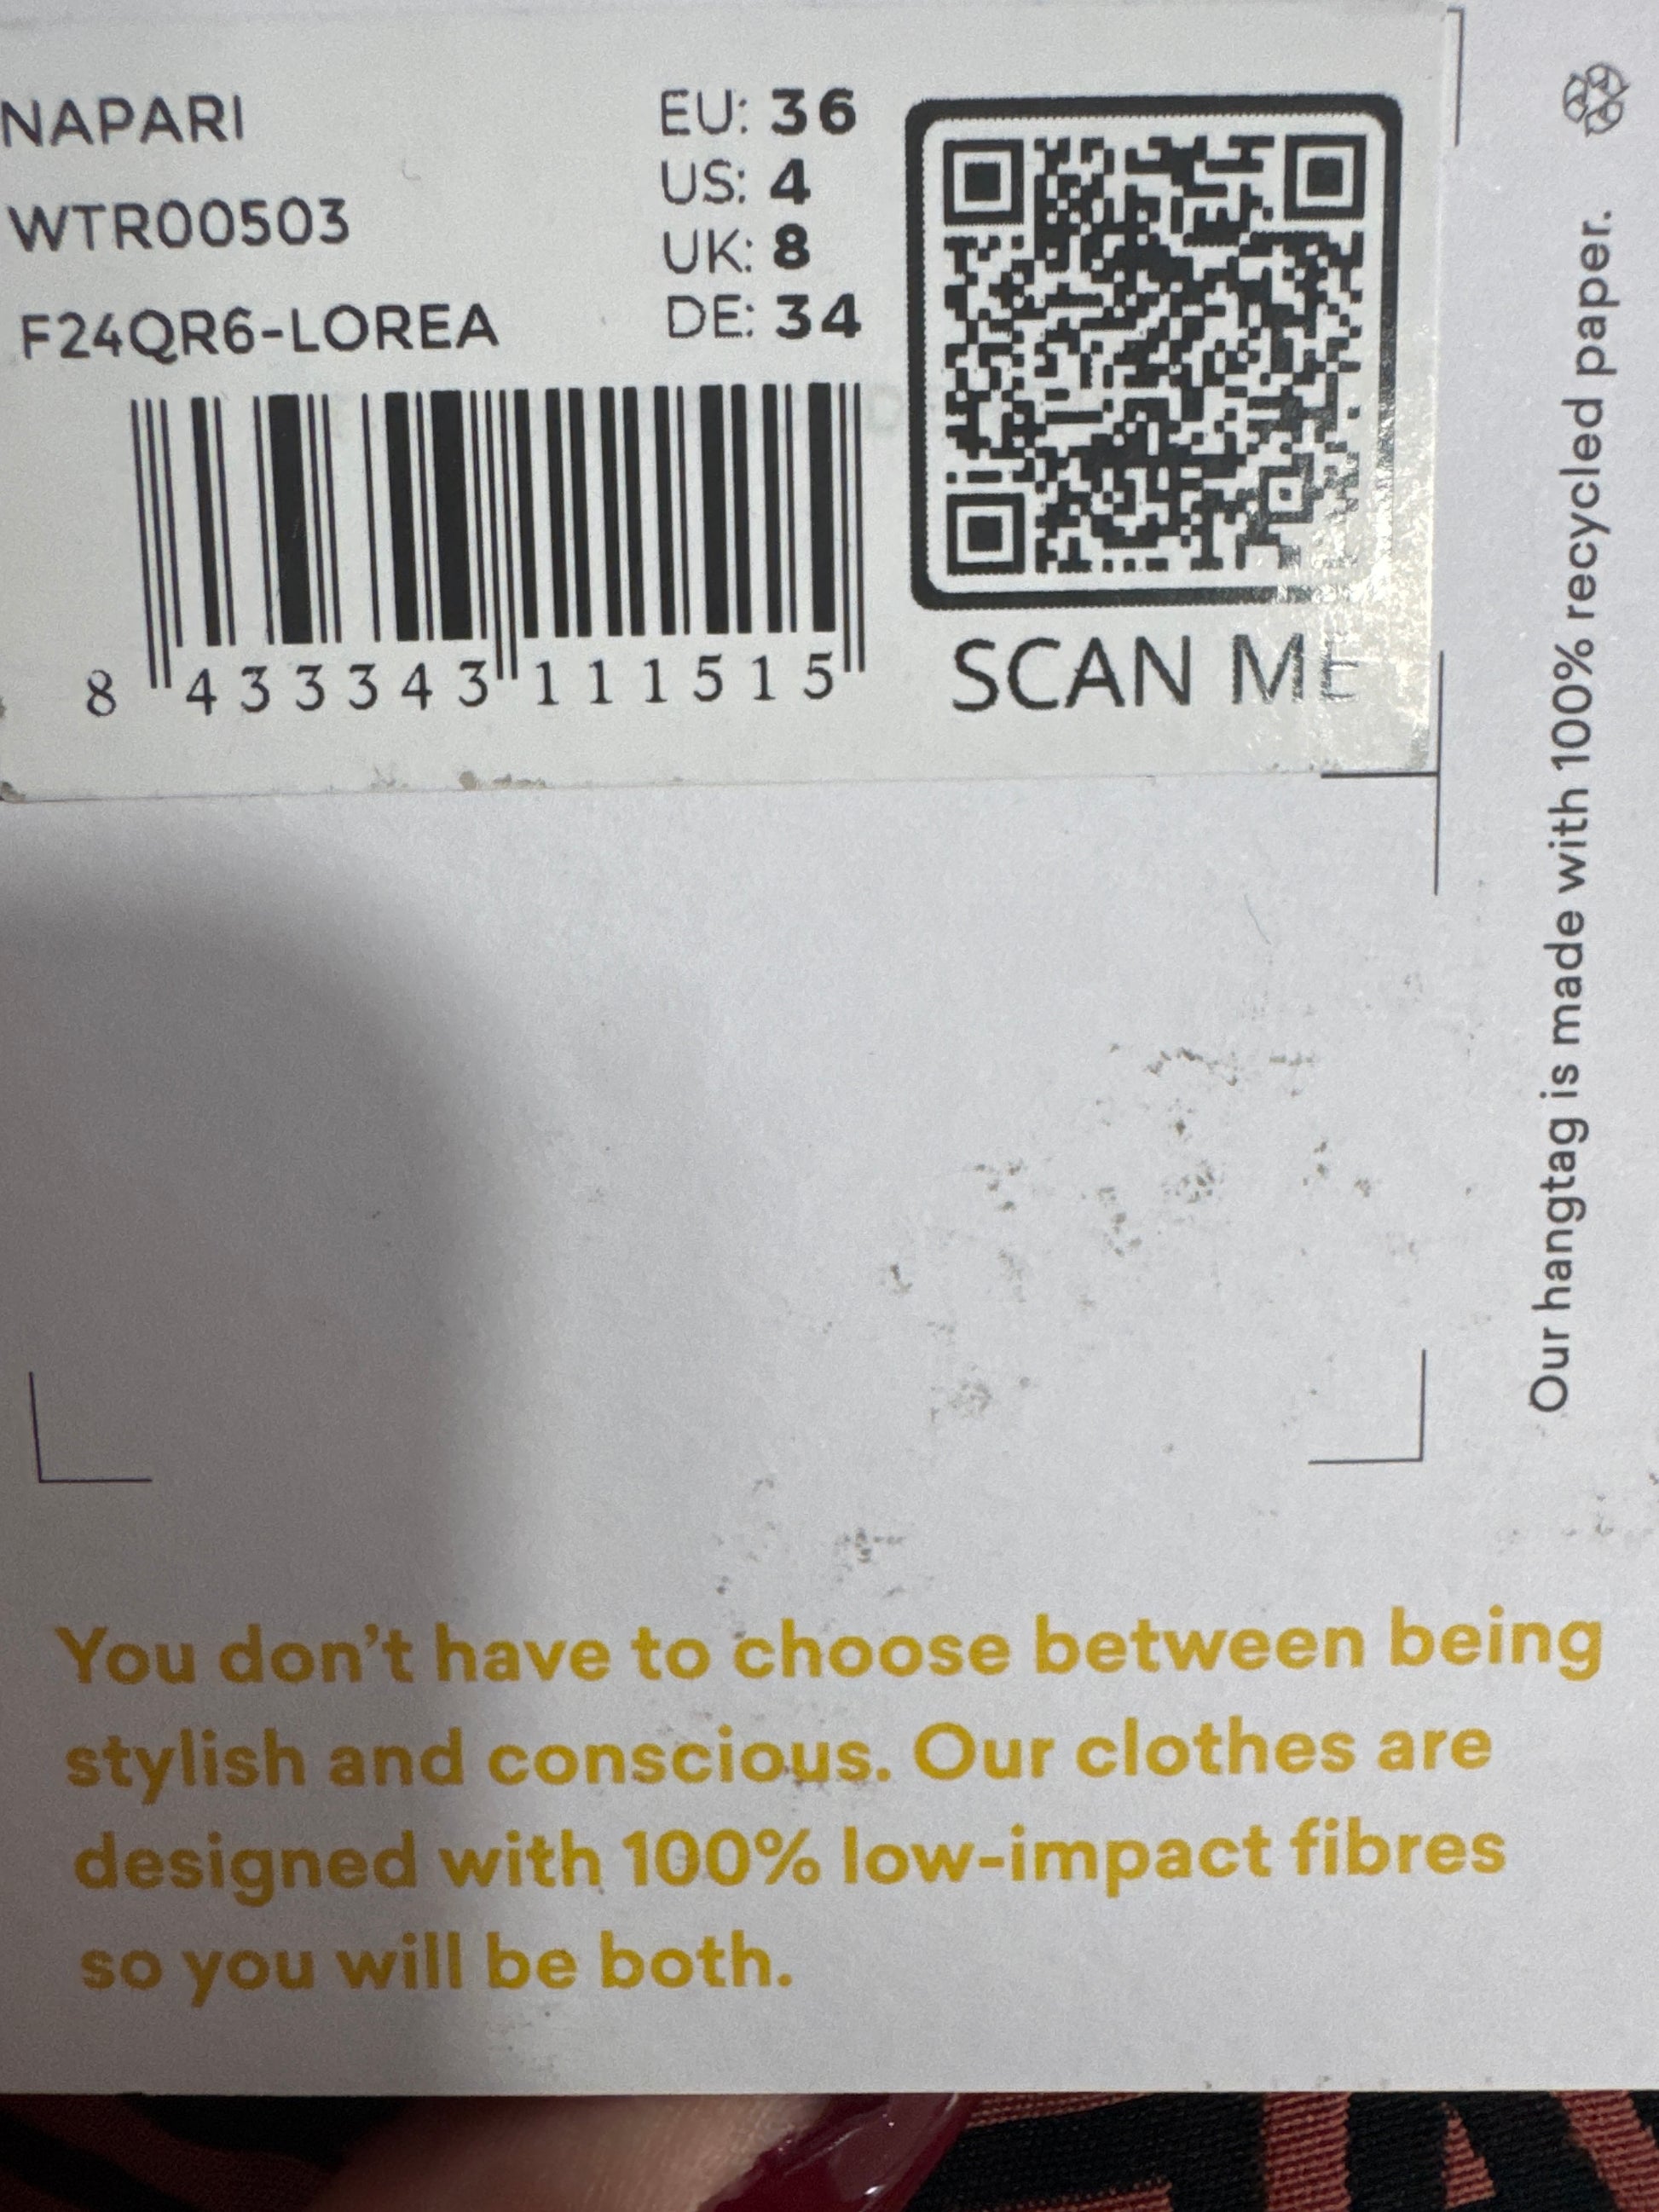 NAPARI
WTR00503
F24QR6-LOREA
EU: 36
US: 4
UK: 8
DE: 34
8 433343 111515
SCAN ME
Our hangtag is made with 100% recycled paper.
You don't have to choose between being
stylish and conscious. Our clothes are
designed with 100% low-impact fibres
so you will be both.